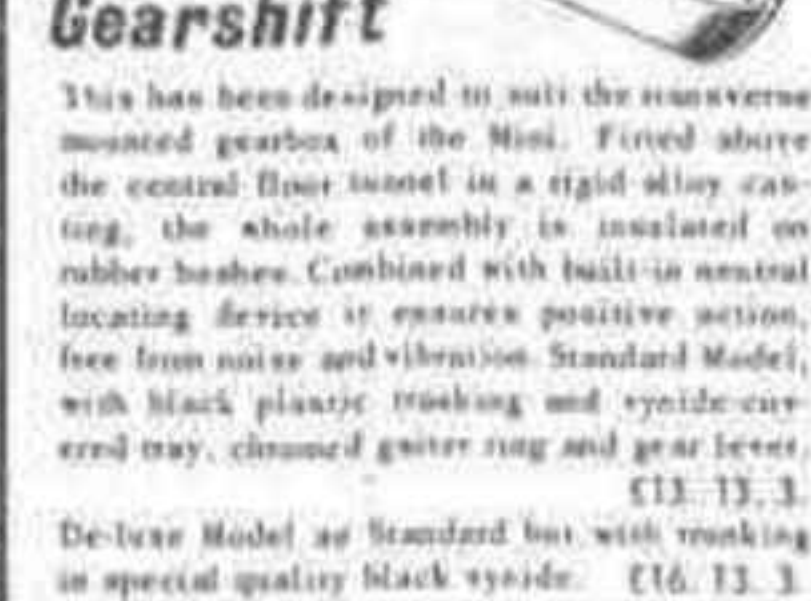 Gearshift
This has been designed to suit the transverse
mounted gearbox of the Mini. Fitted above
the central floor tunnel in a rigid alloy cas-
ting, the whole assembly is insulated on
rubber bushes. Combined with built-in neutral
locating device it ensures positive action,
free from noise and vibration. Standard Model,
with black plastic trunking and vynide-cov-
ered tray, chromed gaiter ring and gear lever.
£13. 13. 3.
De-luxe Model as Standard but with trunking
in special quality black vynide. £16. 13. 3.